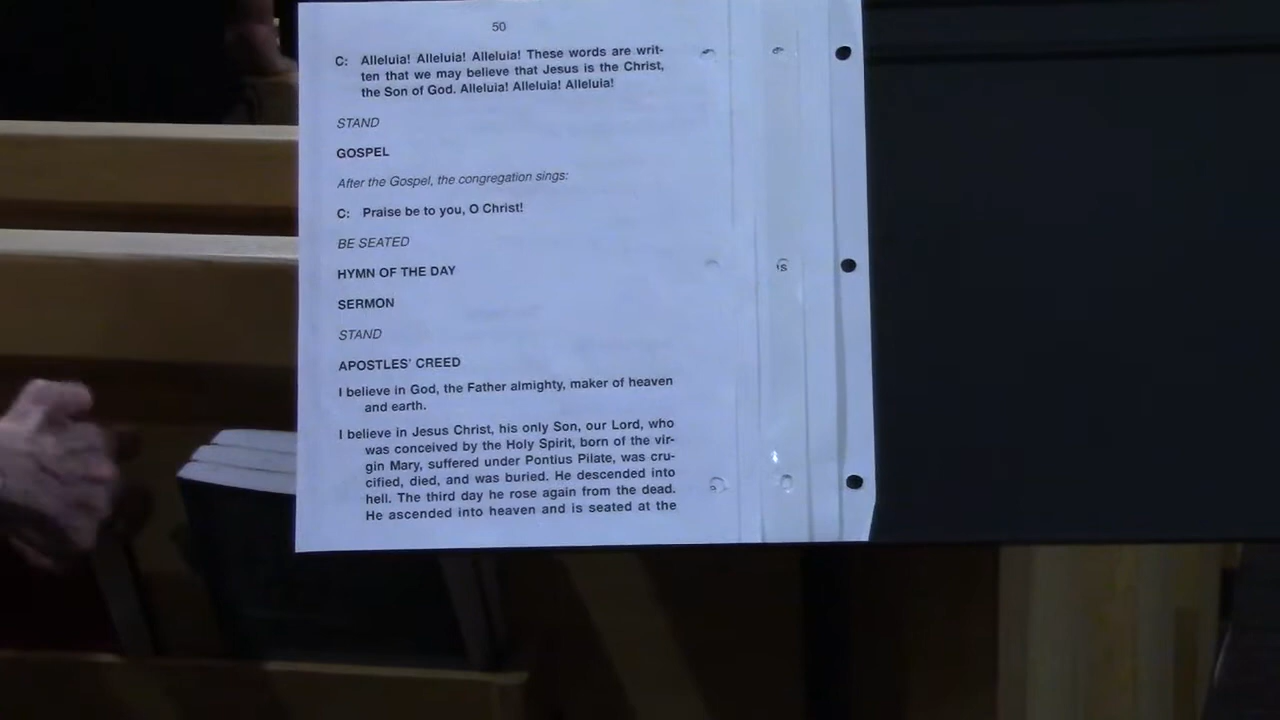 50
C: Alleluia! Alleluia! Alleluia! These words are writ-
ten that we may believe that Jesus is the Christ,
the Son of God. Alleluia! Alleluia! Alleluia!
STAND
GOSPEL
After the Gospel, the congregation sings:
C: Praise be to you, O Christ!
BE SEATED
HYMN OF THE DAY
SERMON
STAND
APOSTLES' CREED
I believe in God, the Father almighty, maker of heaven
and earth.
I believe in Jesus Christ, his only Son, our Lord, who
was conceived by the Holy Spirit, born of the vir-
gin Mary, suffered under Pontius Pilate, was cru-
cified, died, and was buried. He descended into
hell. The third day he rose again from the dead.
He ascended into heaven and is seated at the